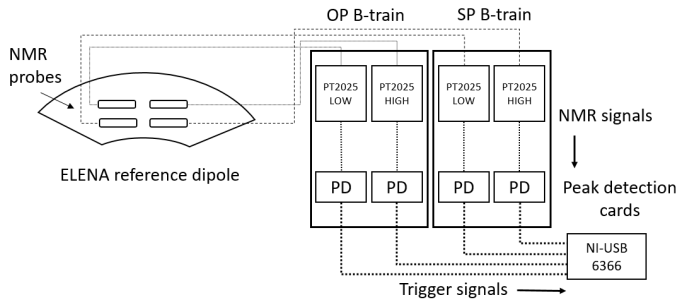 OP B-train
SP B-train
NMR
probes
PT2025
LOW
PT2025
HIGH
PT2025
LOW
PT2025
HIGH
NMR signals
ELENA reference dipole
PD
PD
PD
PD
Peak detection
cards
NI-USB
6366
Trigger signals